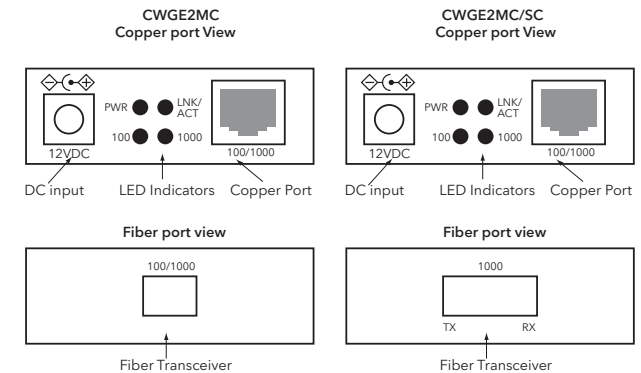 CWGE2MC
Copper port View
PWR
LNK/
ACT
100
1000
12VDC
100/1000
DC input
LED Indicators
Copper Port
Fiber port view
100/1000
Fiber Transceiver
CWGE2MC/SC
Copper port View
PWR
LNK/
ACT
100
1000
12VDC
100/1000
DC input
LED Indicators
Copper Port
Fiber port view
1000
TX
RX
Fiber Transceiver